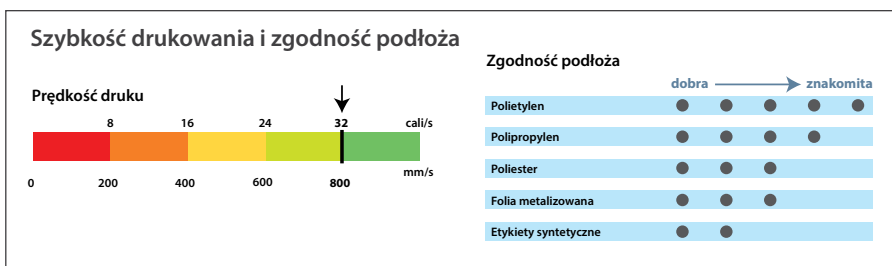 Szybkość drukowania i zgodność podłoża
Prędkość druku
8 16 24 32 cali/s
mm/s
0 200 400 600 800
Zgodność podłoża
dobra znakomita
Polietylen
Polipropylen
Poliester
Folia metalizowana
Etykiety syntetyczne